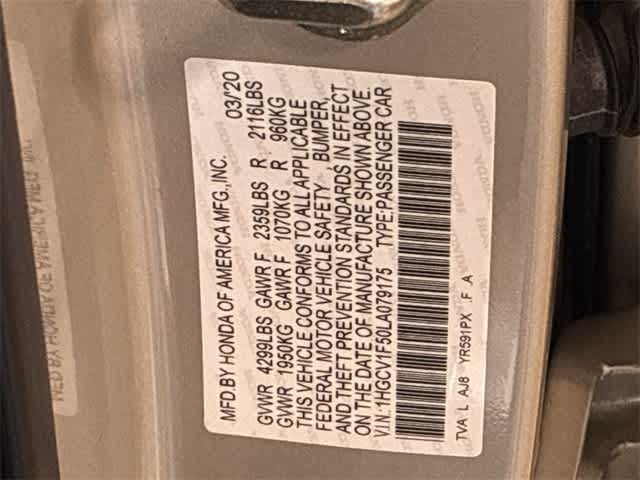 MFD.BY HONDA OF AMERICA MFG.,INC. 03/'20
GVWR 4299LBS GAWR F 2359LBS R 2116LBS
GVWR 1950KG GAWR F 1070KG R 960KG
THIS VEHICLE CONFORMS TO ALL APPLICABLE
FEDERAL MOTOR VEHICLE SAFETY , BUMPER,
AND THEFT PREVENTION STANDARDS IN EFFECT
ON THE DATE OF MANUFACTURE SHOWN ABOVE.
V.I.N.:1HGCV1F50LA079175 TYPE:PASSENGER CAR
TVA L AJ8 YR591PX .F .A